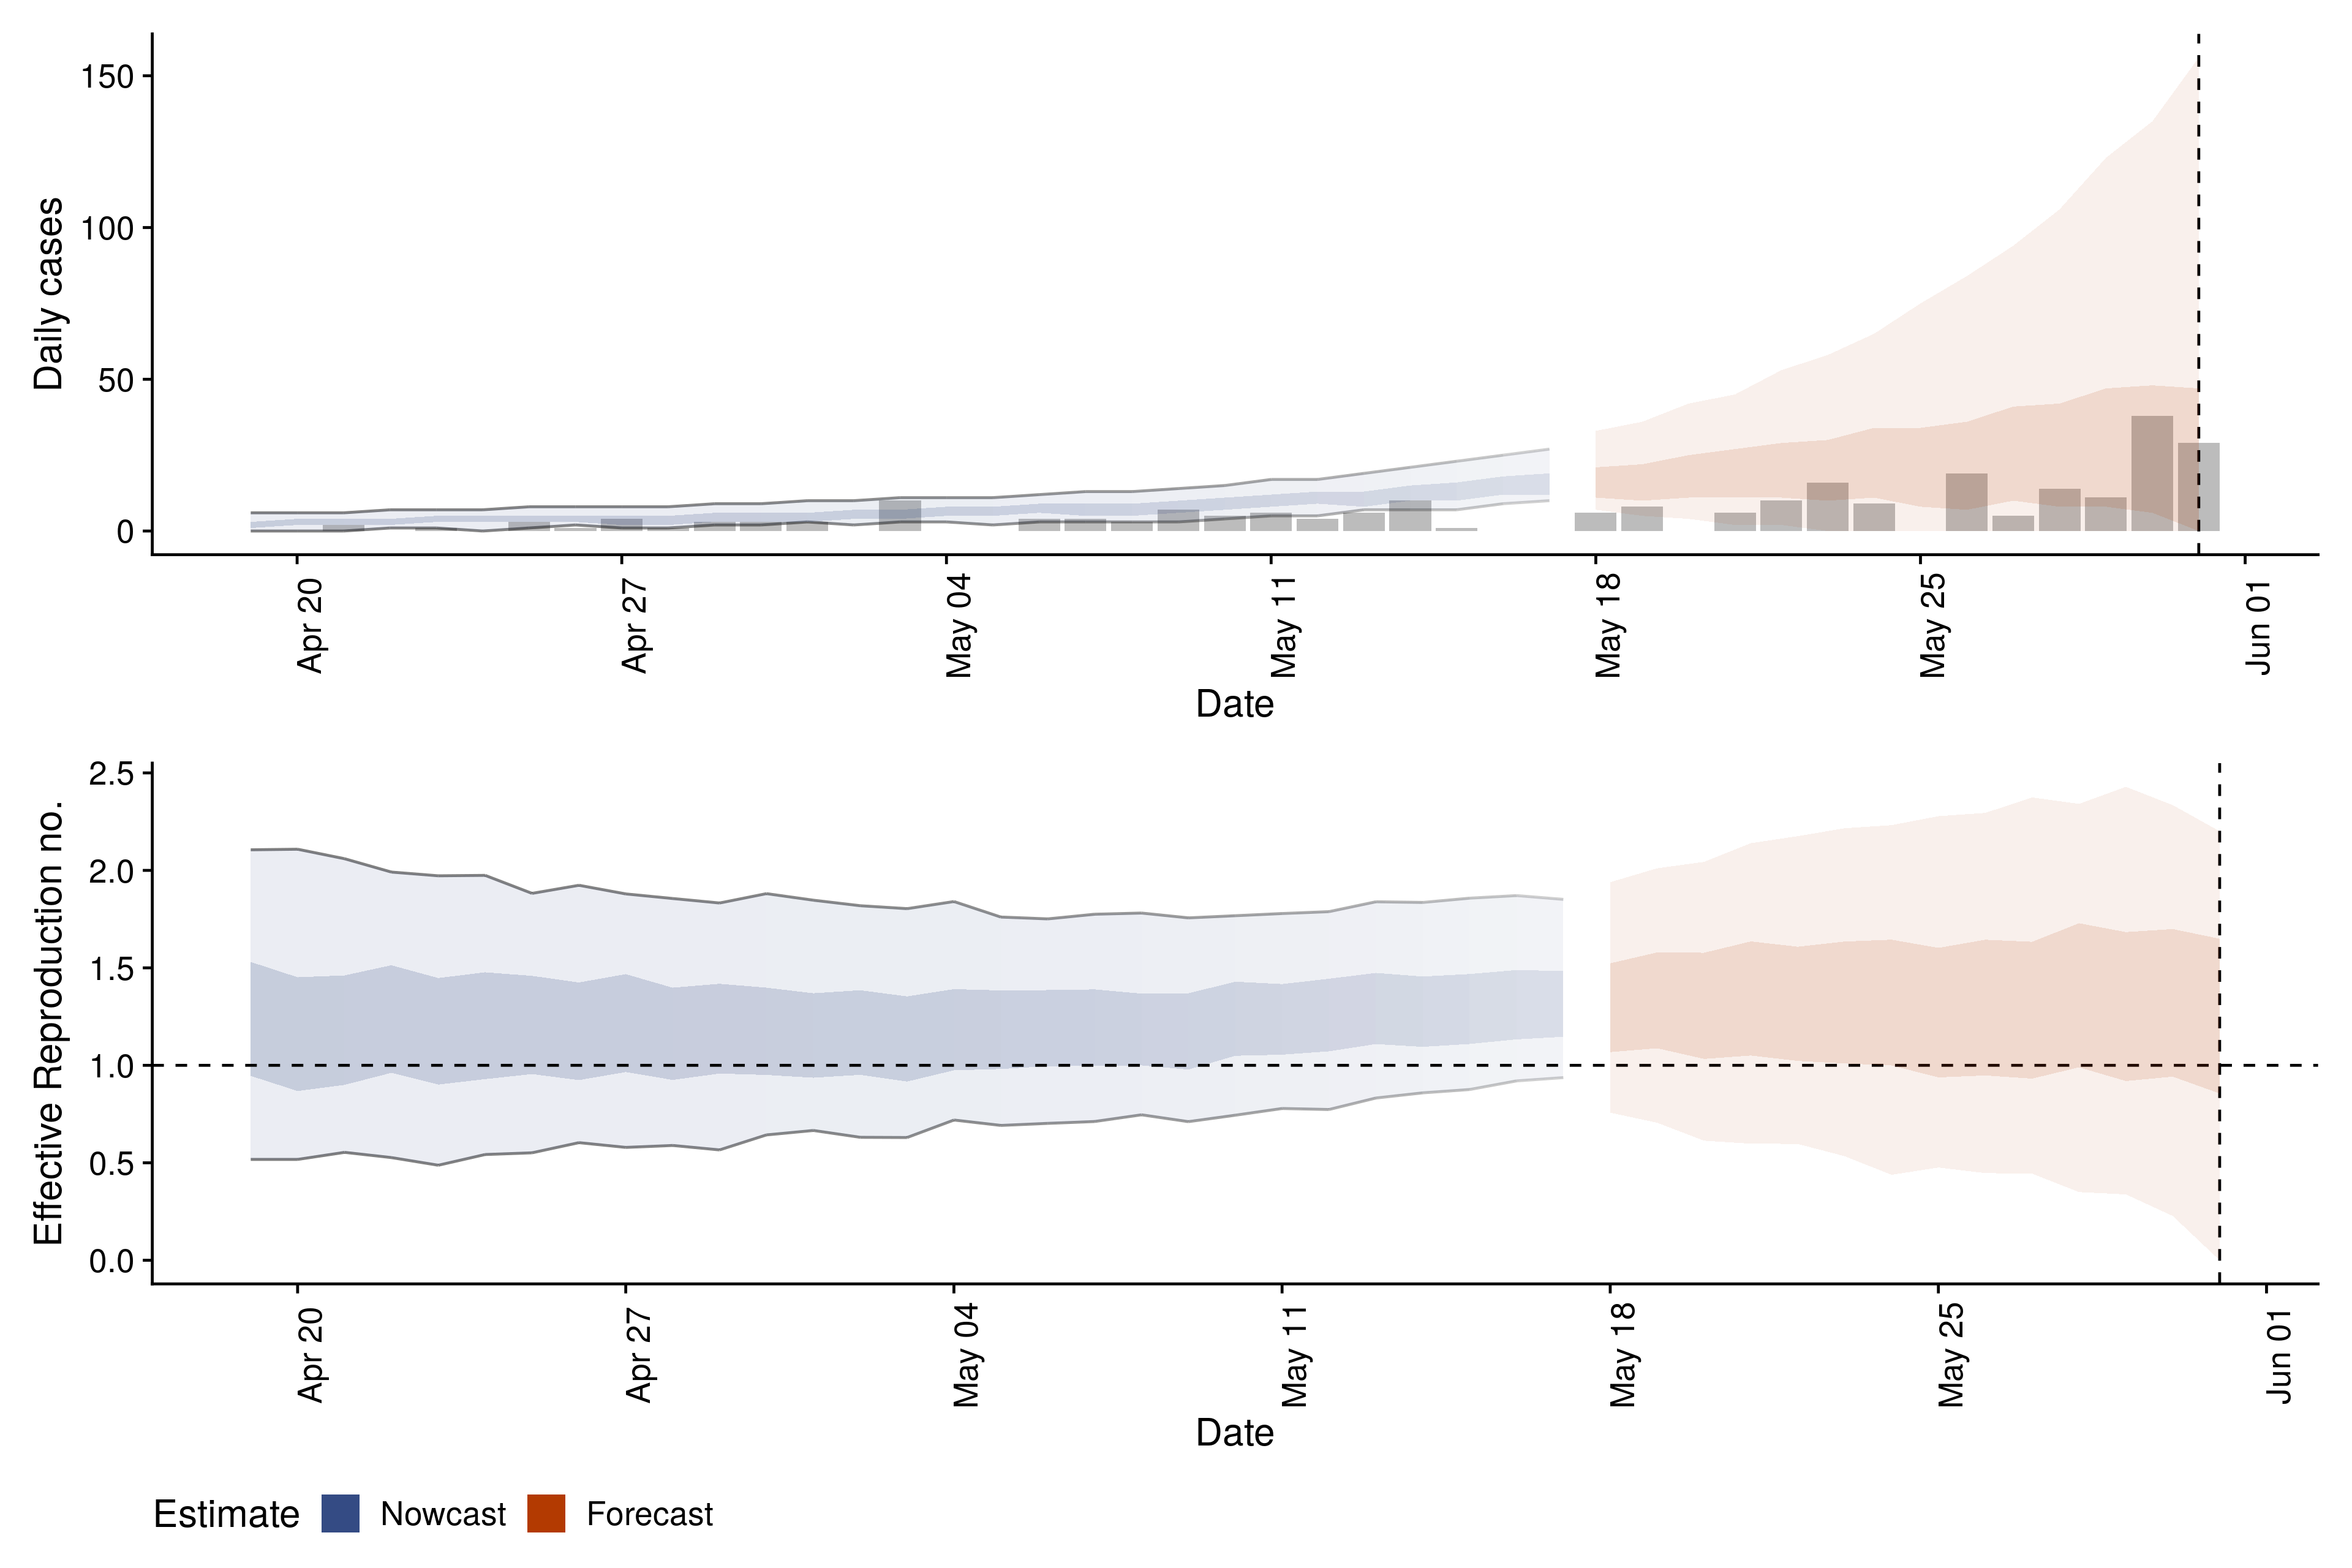 Daily cases
150
100
50
0
Apr 20
Apr 27
May 04
May 11
May 18
May 25
Jun 01
Date
Effective Reproduction no.
2.5
2.0
1.5
1.0
0.5
0.0
Apr 20
Apr 27
May 04
May 11
May 18
May 25
Jun 01
Date
Estimate Nowcast Forecast